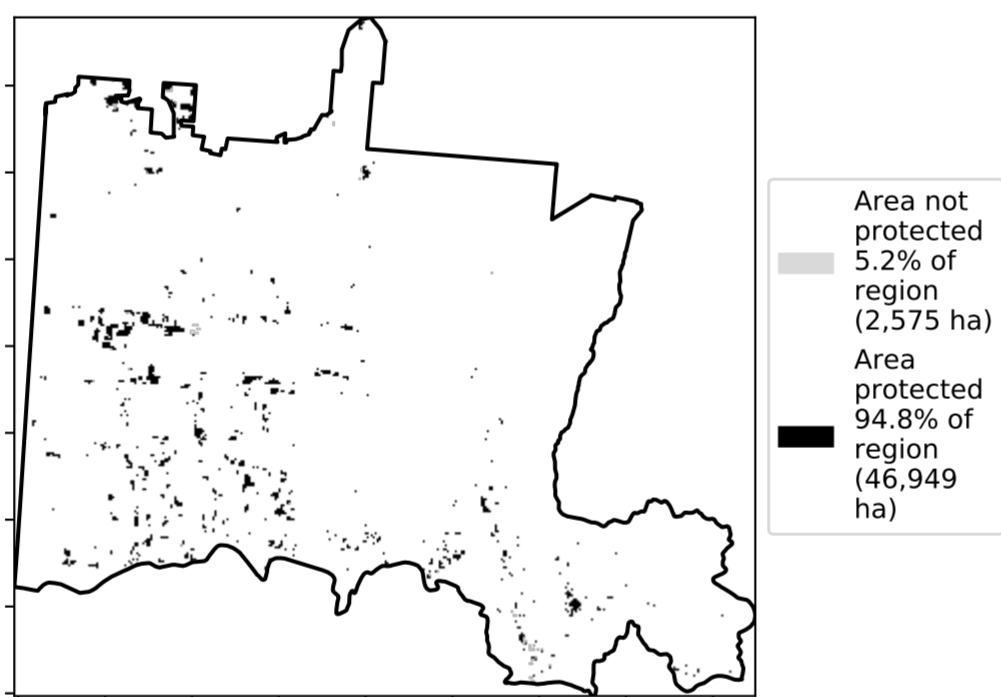 Area not
protected
5.2% of
region
(2,575 ha)
Area
protected
94.8% of
region
(46,949
ha)